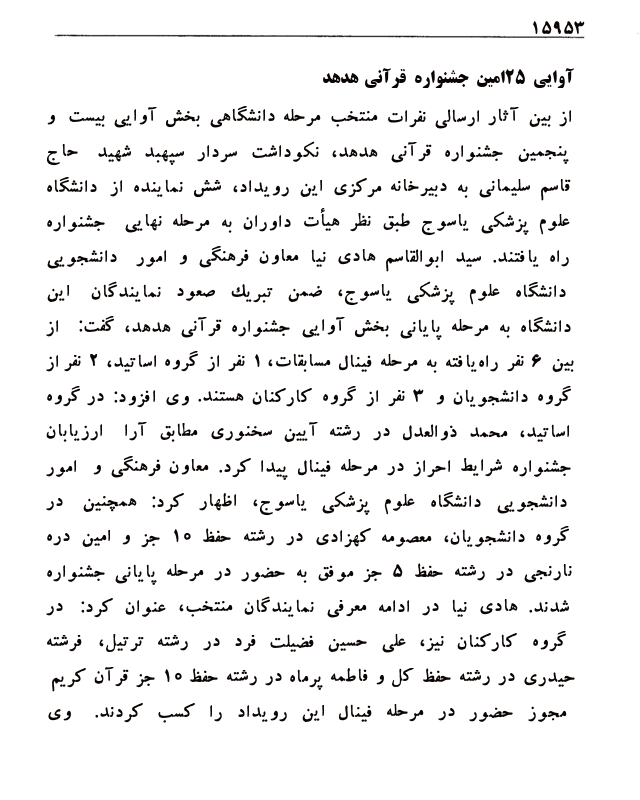 ۱۵۹۵۳
آوایی ۲۵امین جشنواره قرآنی هدهد
از بین آثار ارسالی نفرات منتخب مرحله دانشگاهی بخش آوایی بیست و
پنجمین جشنواره قرآنی هدهد، نکوداشت سردار سپهبد شهید حاج
قاسم سلیمانی به دبیرخانه مرکزی این رویداد، شش نماینده از دانشگاه
علوم پزشکی یاسوج طبق نظر هیأت داوران به مرحله نهایی جشنواره
راه یافتند. سید ابوالقاسم هادی نیا معاون فرهنگی و امور دانشجویی
دانشگاه علوم پزشکی یاسوج، ضمن تبریك صعود نمایندگان این
دانشگاه به مرحله پایانی بخش آوایی جشنواره قرآنی هدهد، گفت: از
بین ۶ نفر راه‌یافته به مرحله فینال مسابقات، ۱ نفر از گروه اساتید، ۲ نفر از
گروه دانشجویان و ۳ نفر از گروه کارکنان هستند. وی افزود: در گروه
اساتید، محمد ذوالعدل در رشته آیین سخنوری مطابق آرا ارزیابان
جشنواره شرایط احراز در مرحله فینال پیدا کرد. معاون فرهنگی و امور
دانشجویی دانشگاه علوم پزشکی یاسوج، اظهار کرد: همچنین در
گروه دانشجویان، معصومه کهزادی در رشته حفظ ۱۰ جز و امین دره
نارنجی در رشته حفظ ۵ جز موفق به حضور در مرحله پایانی جشنواره
شدند. هادی نیا در ادامه معرفی نمایندگان منتخب، عنوان کرد: در
گروه کارکنان نیز، علی حسین فضیلت فرد در رشته ترتیل، فرشته
حیدری در رشته حفظ کل و فاطمه پرماه در رشته حفظ ۱۰ جز قرآن کریم
مجوز حضور در مرحله فینال این رویداد را کسب کردند. وی